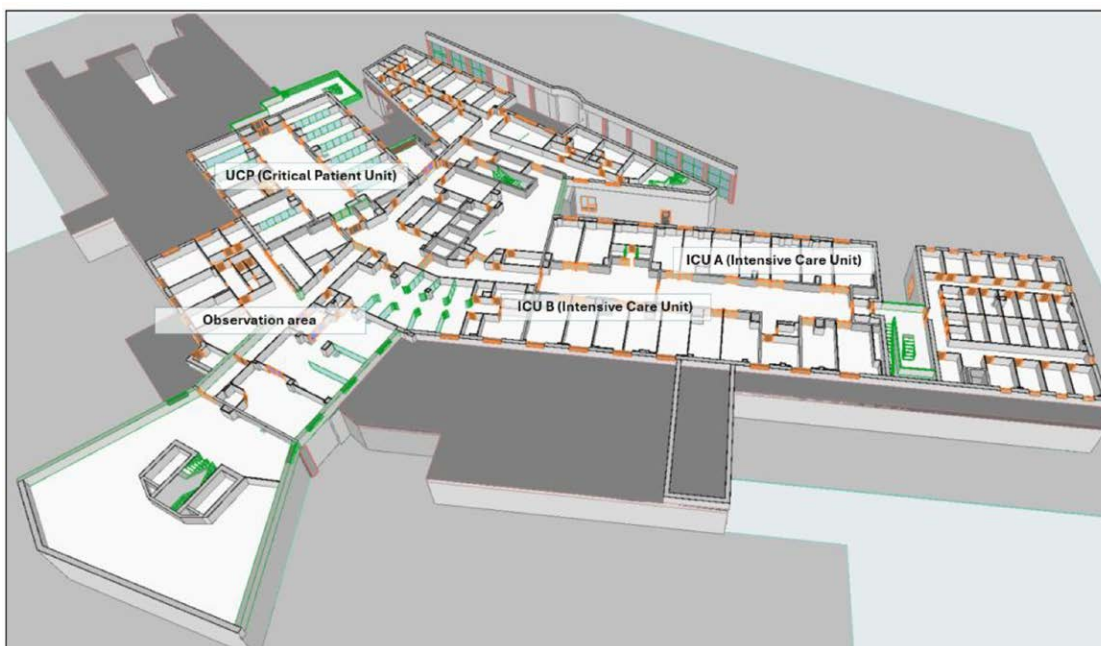 UCP (Critical Patient Unit)
ICU A (Intensive Care Unit)
ICU B (Intensive Care Unit)
Observation area